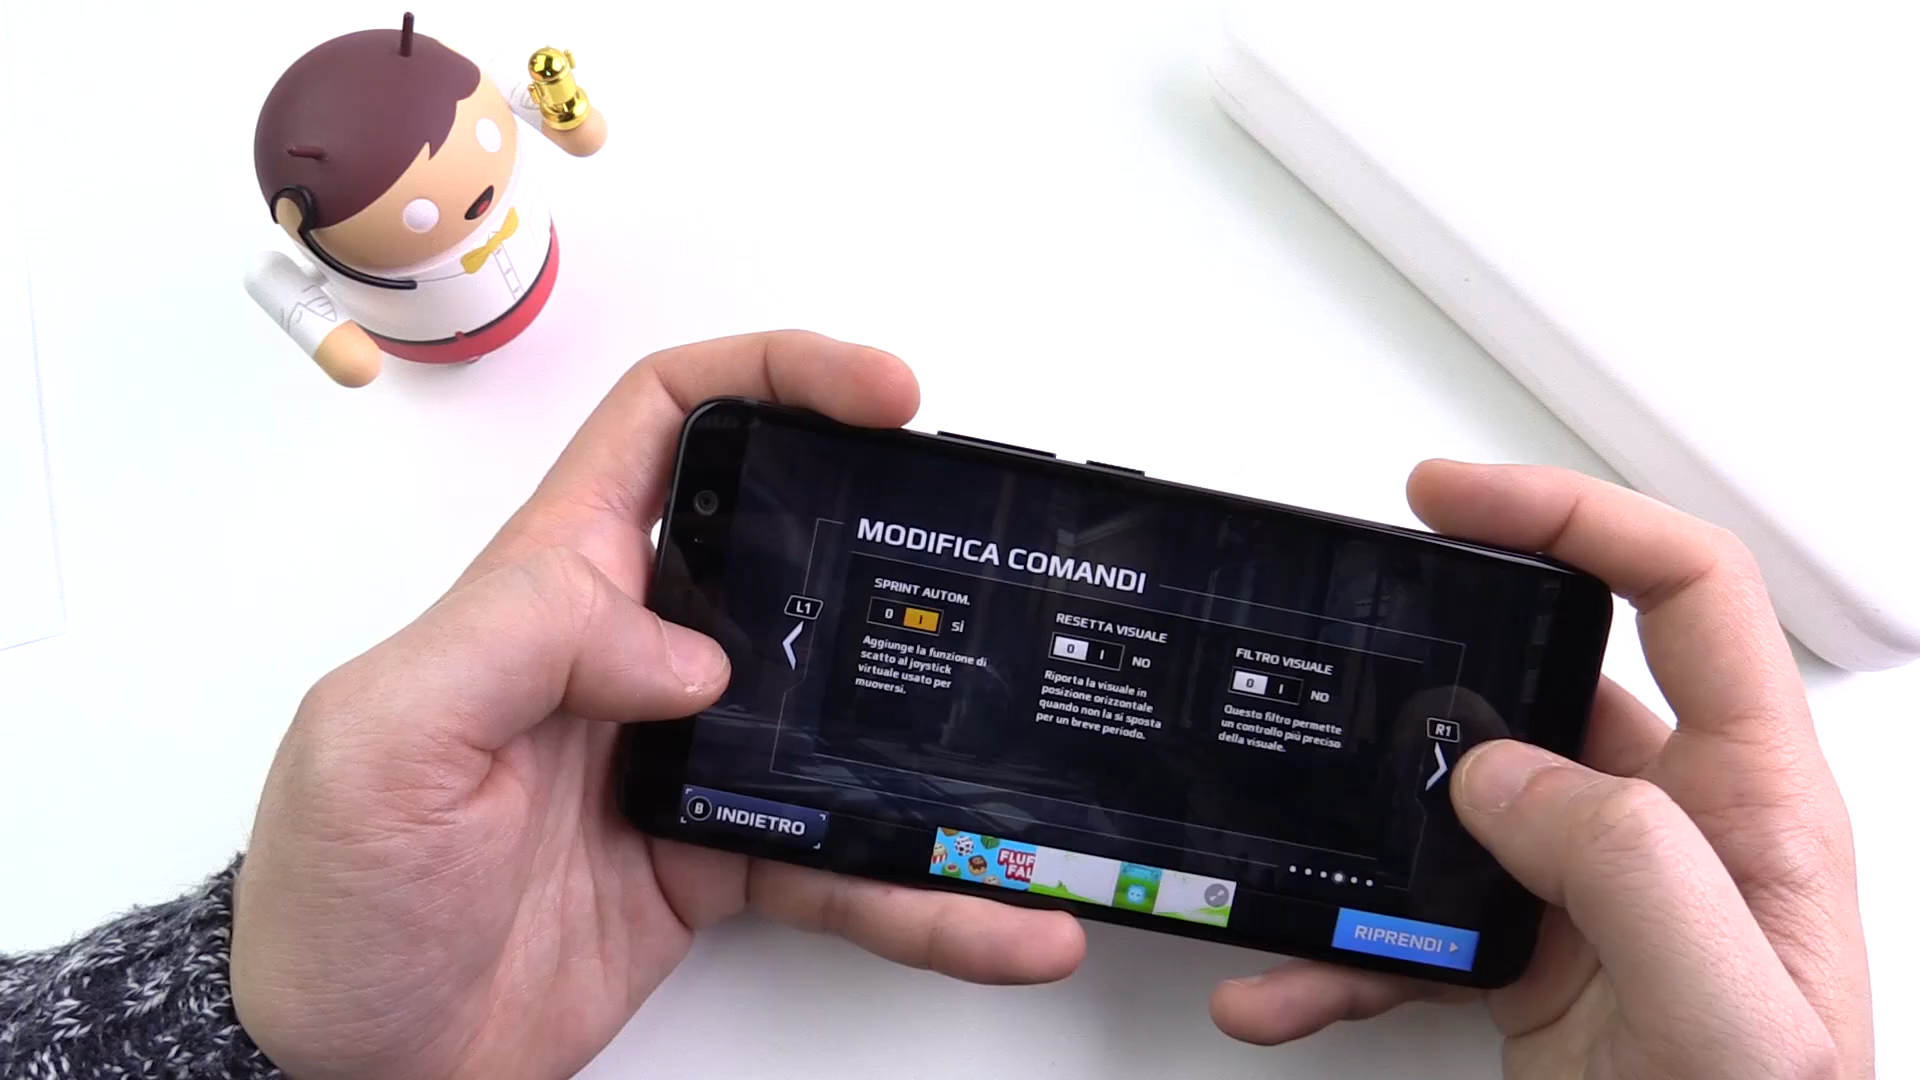 MODIFICA COMANDI
L1
SPRINT AUTOM.
0 I SÌ
Aggiunge la funzione di
scatto al joystick
virtuale usato per
muoversi.
RESETTA VISUALE
0 I NO
Riporta la visuale in
posizione orizzontale
quando non la si sposta
per un breve periodo.
FILTRO VISUALE
0 I NO
Questo filtro permette
un controllo più preciso
della visuale.
R1
B INDIETRO
RIPRENDI